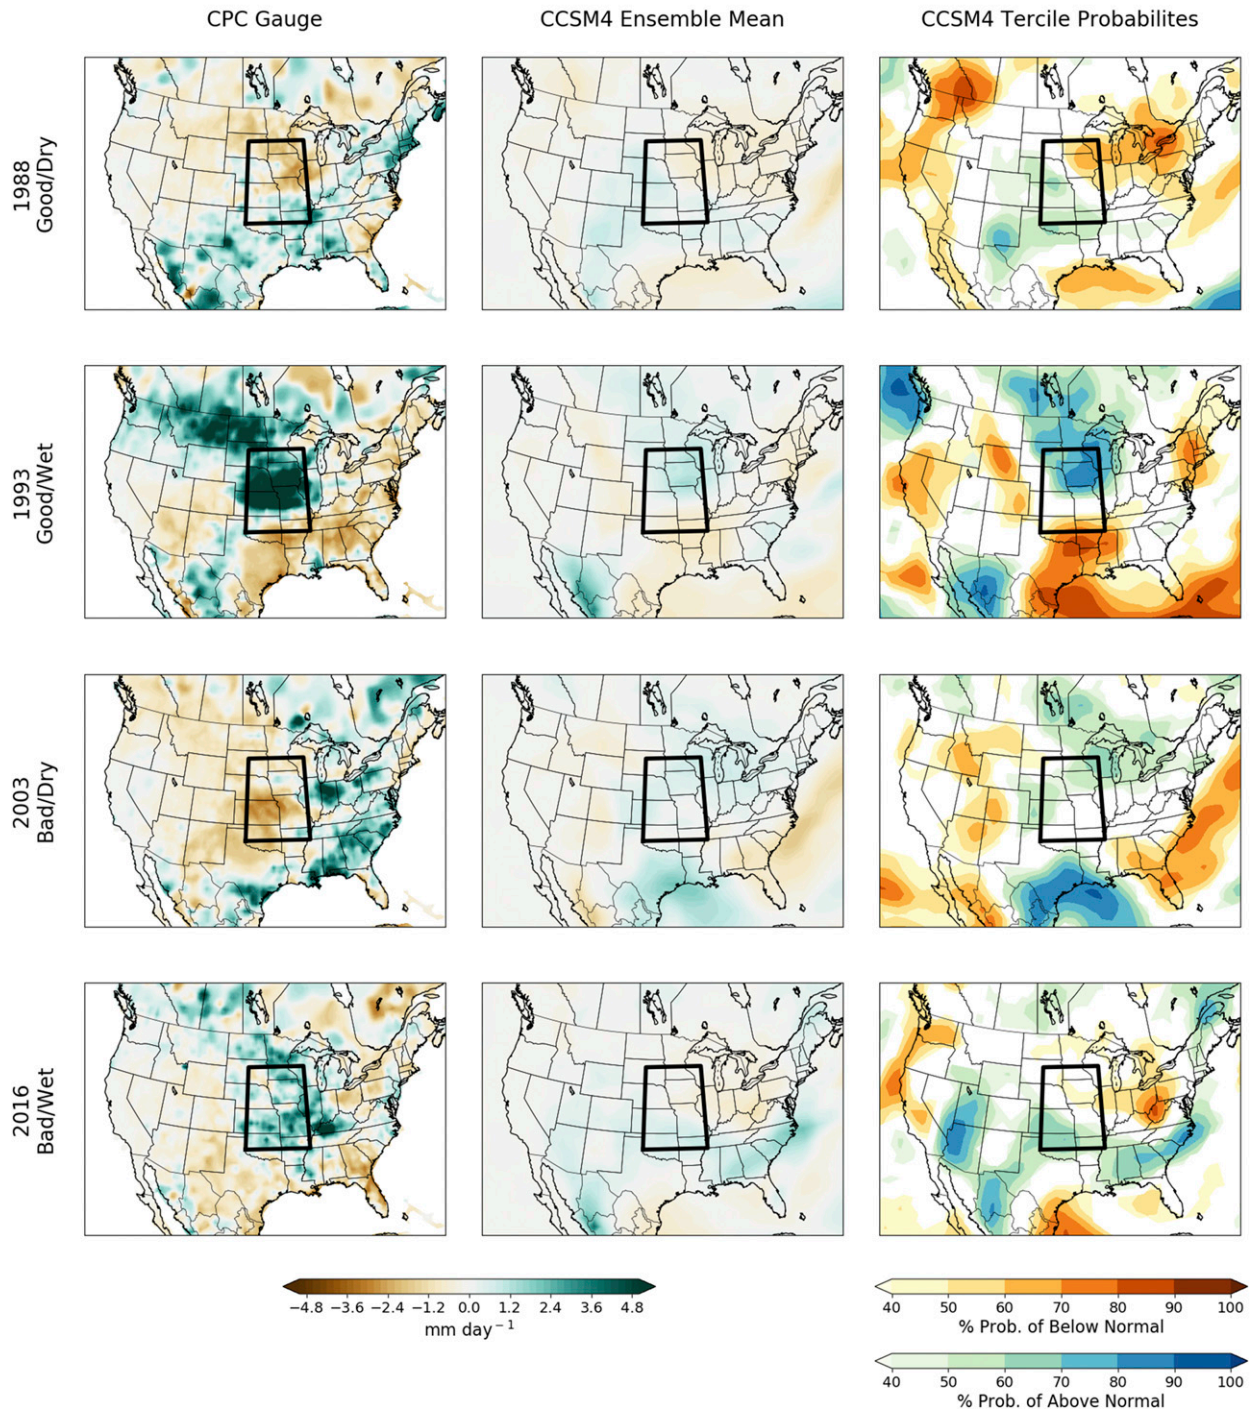 CPC Gauge
CCSM4 Ensemble Mean
CCSM4 Tercile Probabilites
1988
Good/Dry
1993
Good/Wet
2003
Bad/Dry
2016
Bad/Wet
−4.8 −3.6 −2.4 −1.2 0.0 1.2 2.4 3.6 4.8
mm day⁻¹
40 50 60 70 80 90 100
% Prob. of Below Normal
40 50 60 70 80 90 100
% Prob. of Above Normal